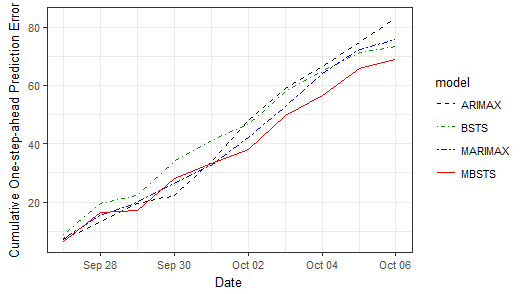 Cumulative One-step-ahead Prediction Error
80
60
40
20
Sep 28
Sep 30
Oct 02
Oct 04
Oct 06
Date
model
ARIMAX
BSTS
MARIMAX
MBSTS